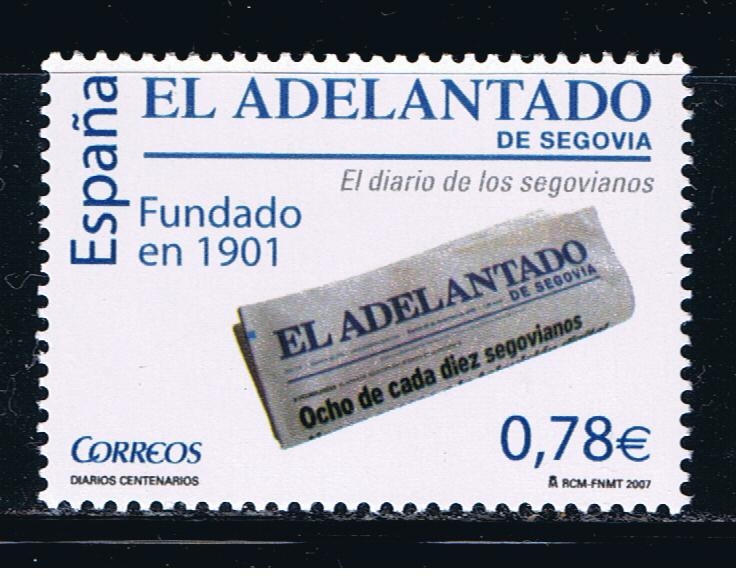 España
EL ADELANTADO
DE SEGOVIA
El diario de los segovianos
Fundado
en 1901
EL ADELANTADO
DE SEGOVIA
Ocho de cada diez segovianos
0,78€
CORREOS
DIARIOS CENTENARIOS
RCM-FNMT 2007